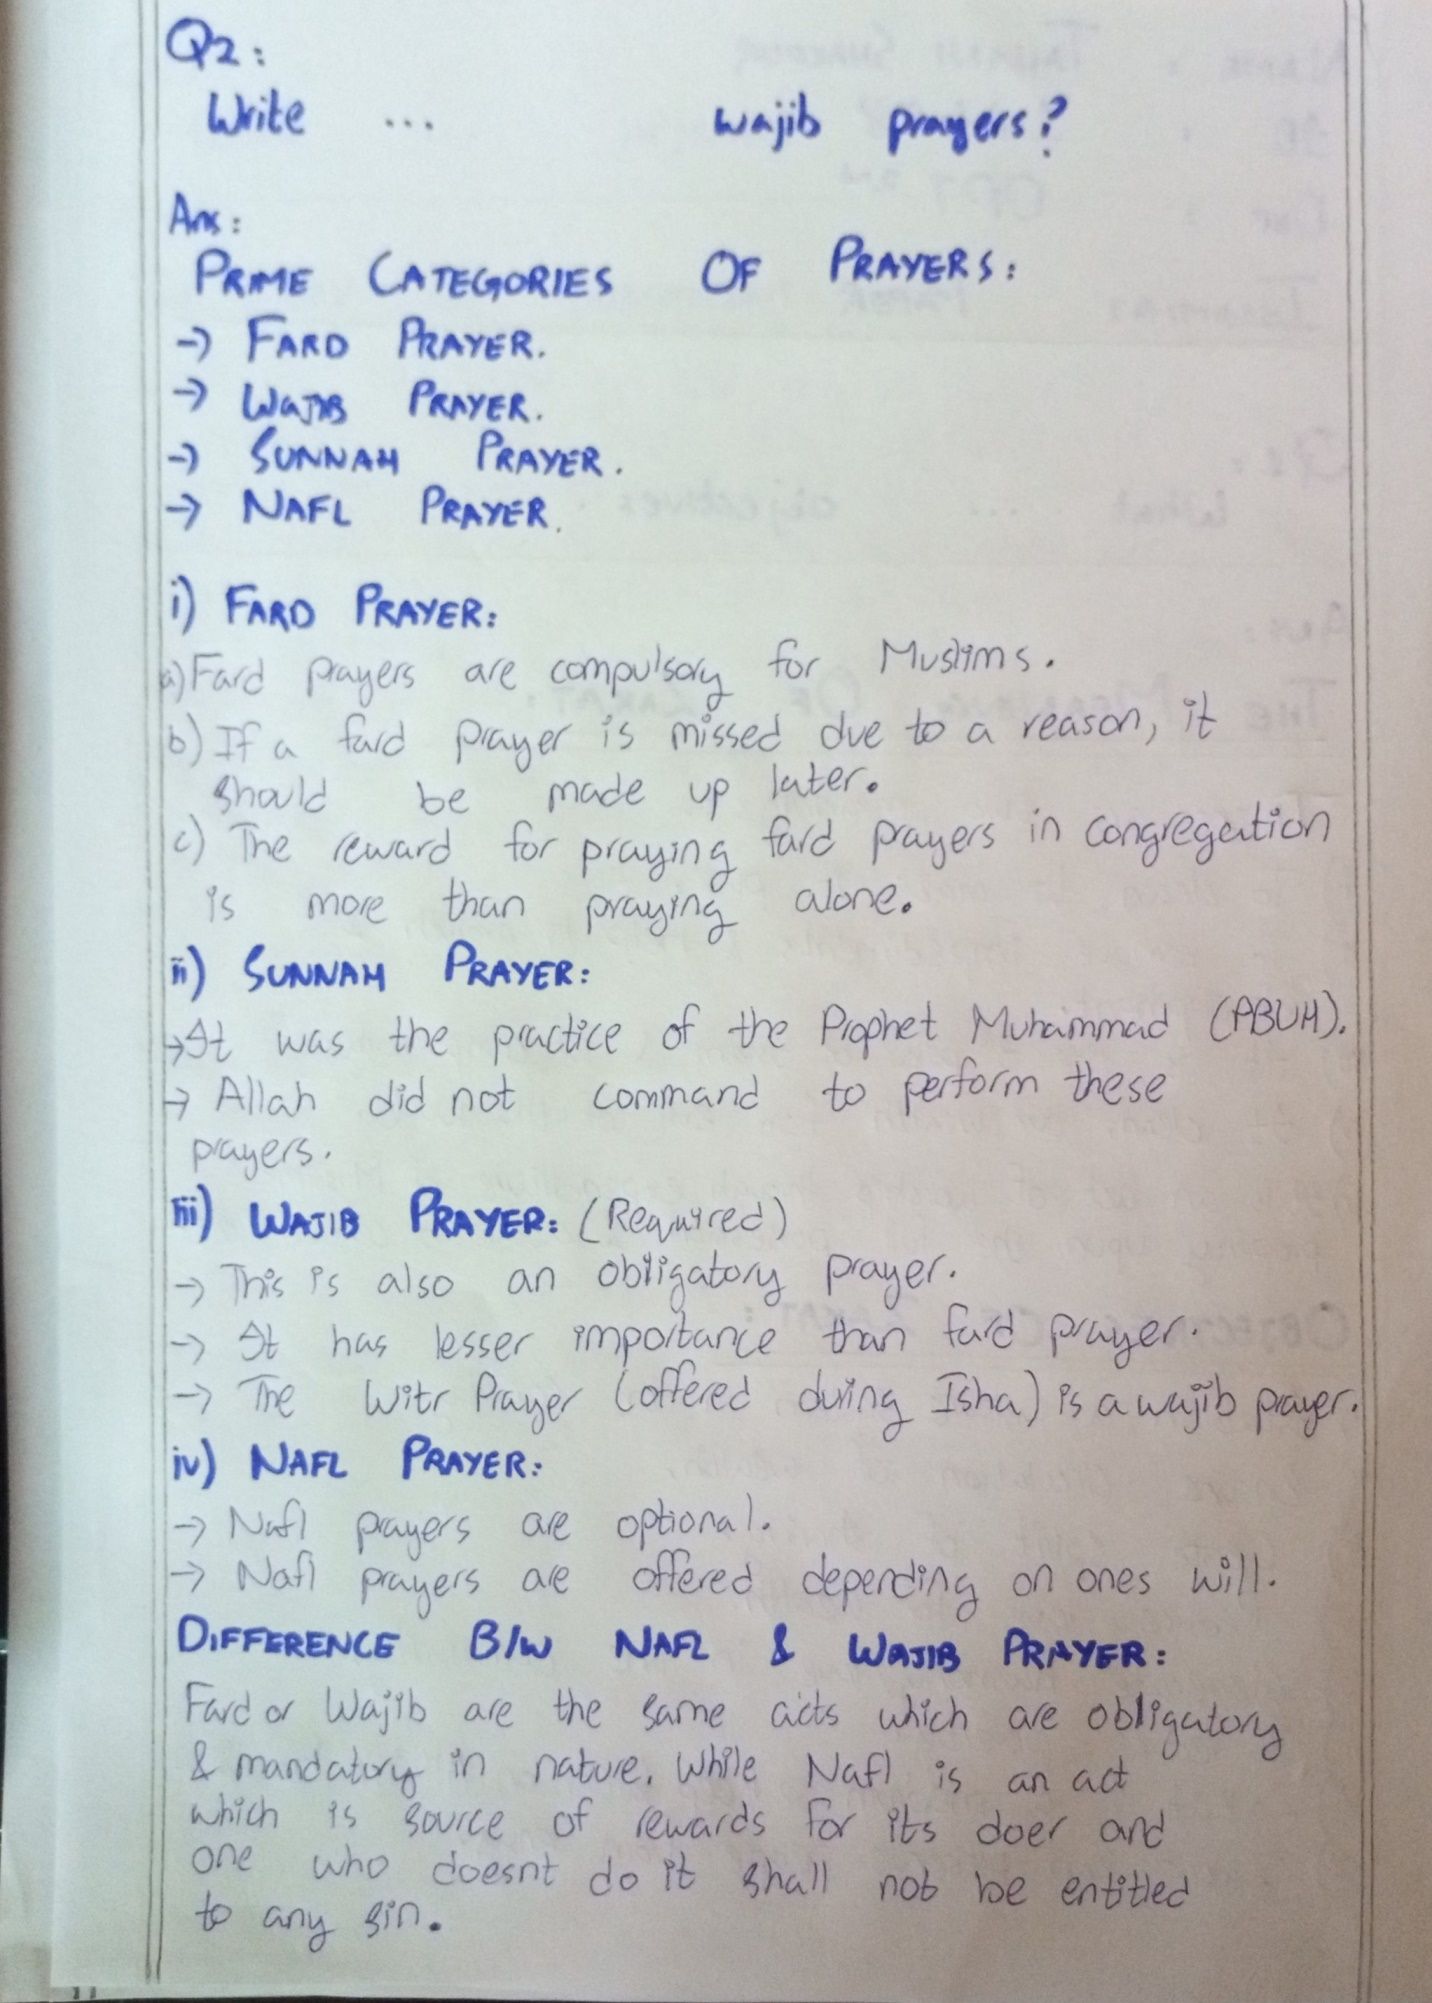 Q2:
Write ... wajib prayers?
Ans:
PRIME CATEGORIES OF PRAYERS:
→ FARD PRAYER.
→ WAJIB PRAYER.
→ SUNNAH PRAYER.
→ NAFL PRAYER.
i) FARD PRAYER:
a) Fard prayers are compulsory for Muslims.
b) If a fard prayer is missed due to a reason, it
should be made up later.
c) The reward for praying fard prayers in congregation
is more than praying alone.
ii) SUNNAH PRAYER:
→ It was the practice of the Prophet Muhammad (PBUH).
→ Allah did not command to perform these
prayers.
iii) WAJIB PRAYER: (Required)
→ This is also an obligatory prayer.
→ It has lesser importance than fard prayer.
→ The Witr Prayer (offered during Isha) is a wajib prayer.
iv) NAFL PRAYER:
→ Nafl prayers are optional.
→ Nafl prayers are offered depending on ones will.
DIFFERENCE B/W NAFL & WAJIB PRAYER:
Fard or Wajib are the same acts which are obligatory
& mandatory in nature. While Nafl is an act
which is source of rewards for its doer and
one who doesnt do it shall not be entitled
to any sin.